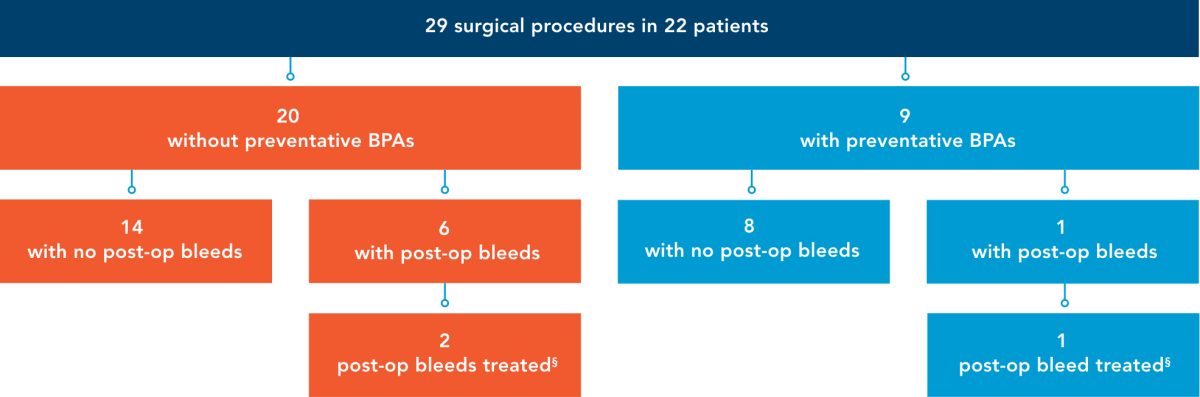 29 surgical procedures in 22 patients
20
without preventative BPAs
9
with preventative BPAs
14
with no post-op bleeds
6
with post-op bleeds
8
with no post-op bleeds
1
with post-op bleeds
2
post-op bleeds treated§
1
post-op bleed treated§